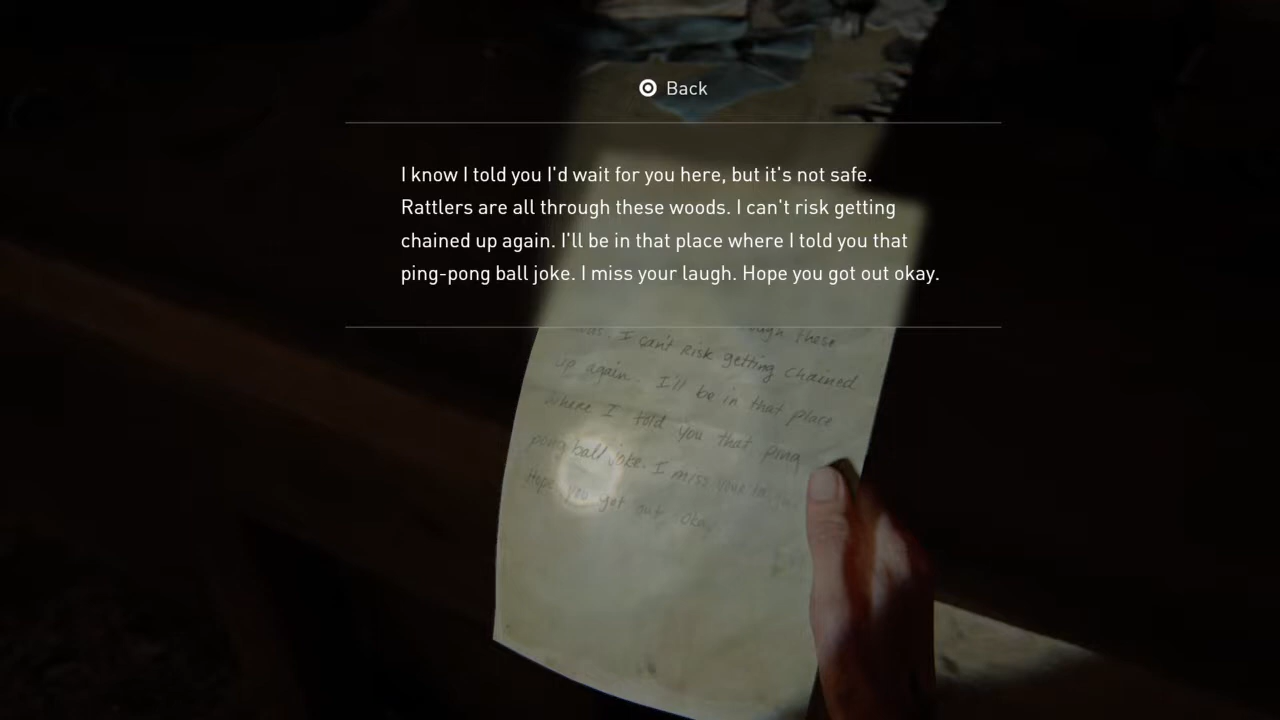 Back
I know I told you I'd wait for you here, but it's not safe.
Rattlers are all through these woods. I can't risk getting
chained up again. I'll be in that place where I told you that
ping-pong ball joke. I miss your laugh. Hope you got out okay.
these
I can't risk getting chained
up again. I'll be in that place
where I told you that ping
pong ball joke. I miss your
Hope you got out okay